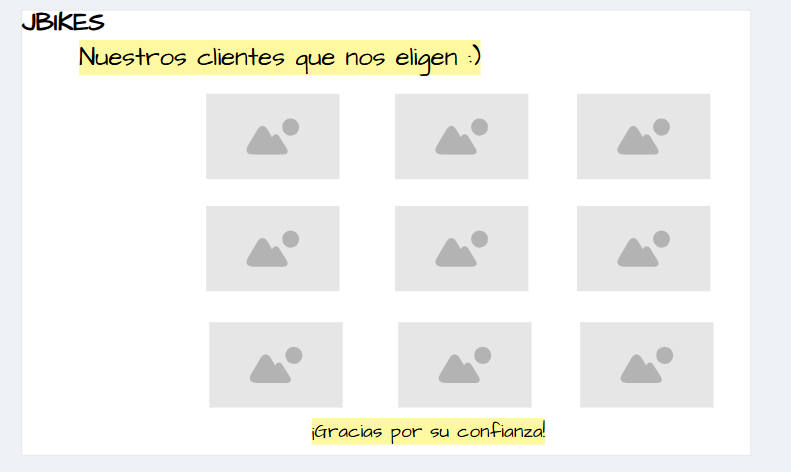 JBIKES
Nuestros clientes que nos eligen :)
¡Gracias por su confianza!